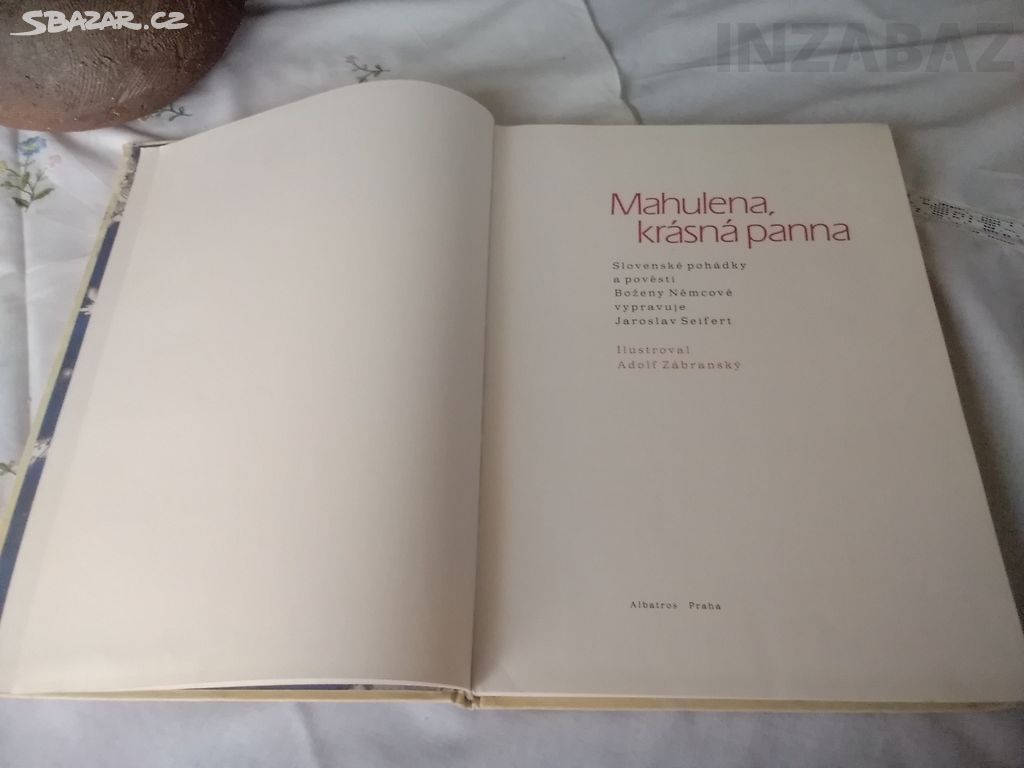 SBAZAR.CZ
INZABAZ
Mahulena,
krásná panna
Slovenské pohádky
a pověsti
Boženy Němcové
vypravuje
Jaroslav Seifert
Ilustroval
Adolf Zábranský
Albatros Praha